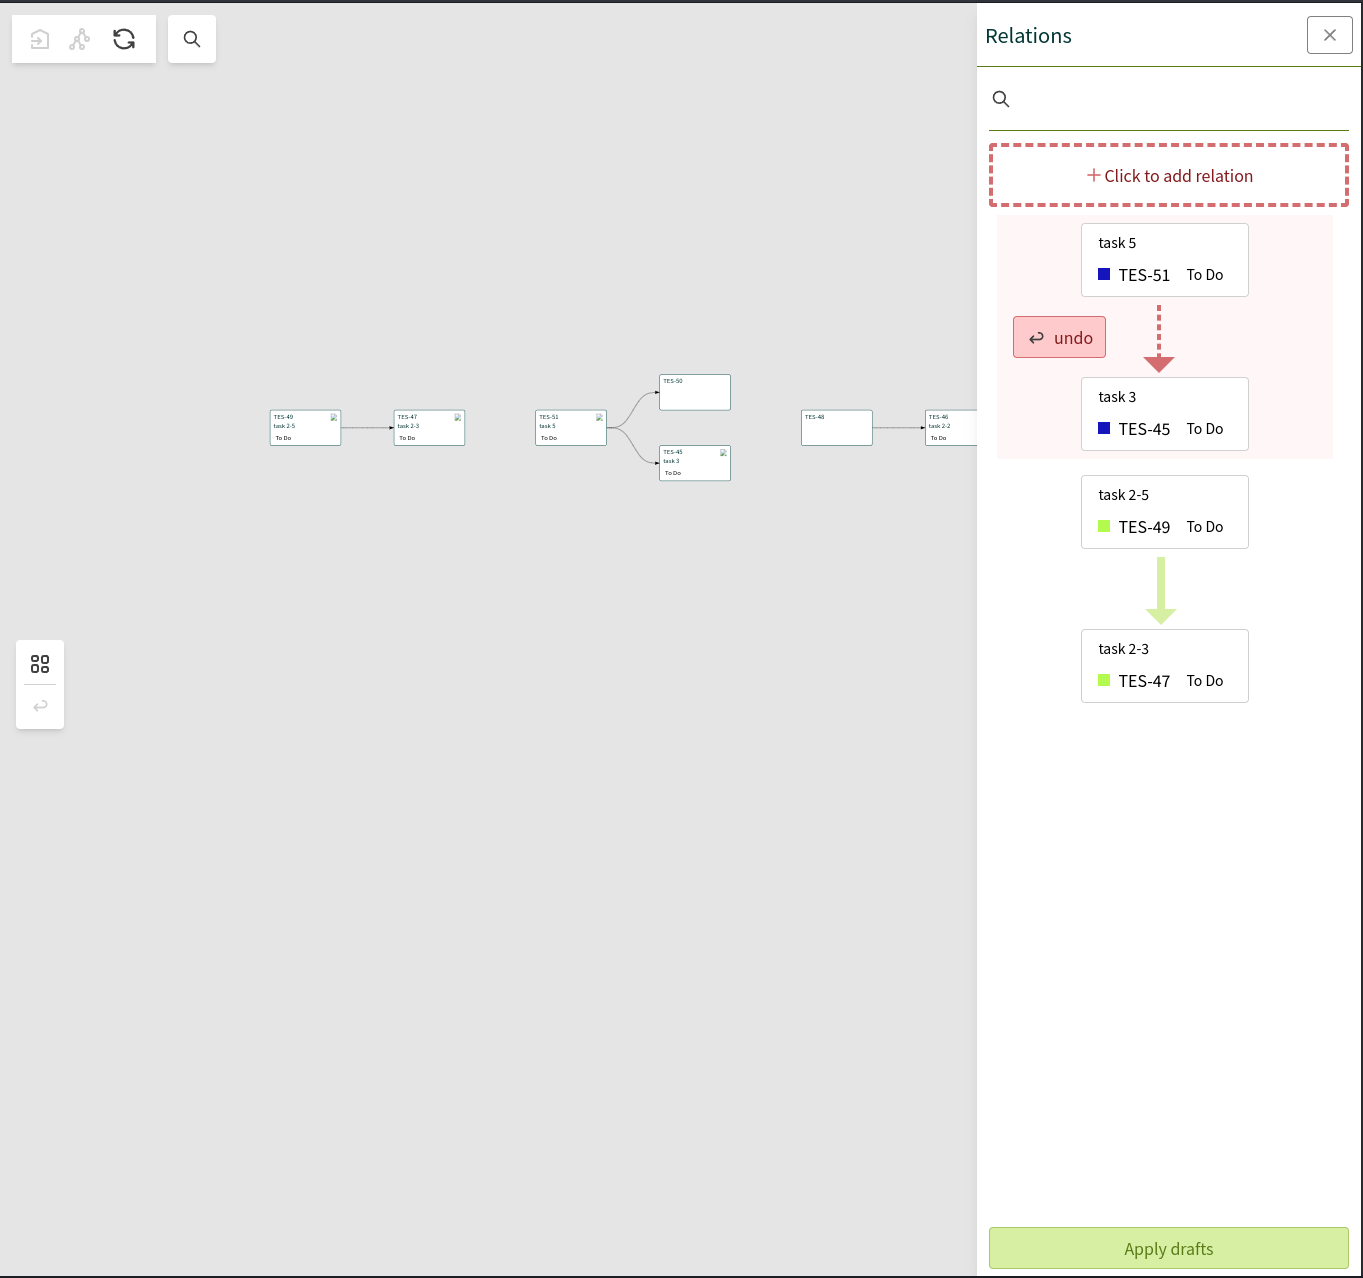 Relations
Click to add relation
task 5
TES-51 To Do
undo
task 3
TES-45 To Do
task 2-5
TES-49 To Do
task 2-3
TES-47 To Do
Apply drafts
TES-49
task 2-5
To Do
TES-47
task 2-3
To Do
TES-51
task 5
To Do
TES-50
TES-45
task 3
To Do
TES-48
TES-46
task 2-2
To Do